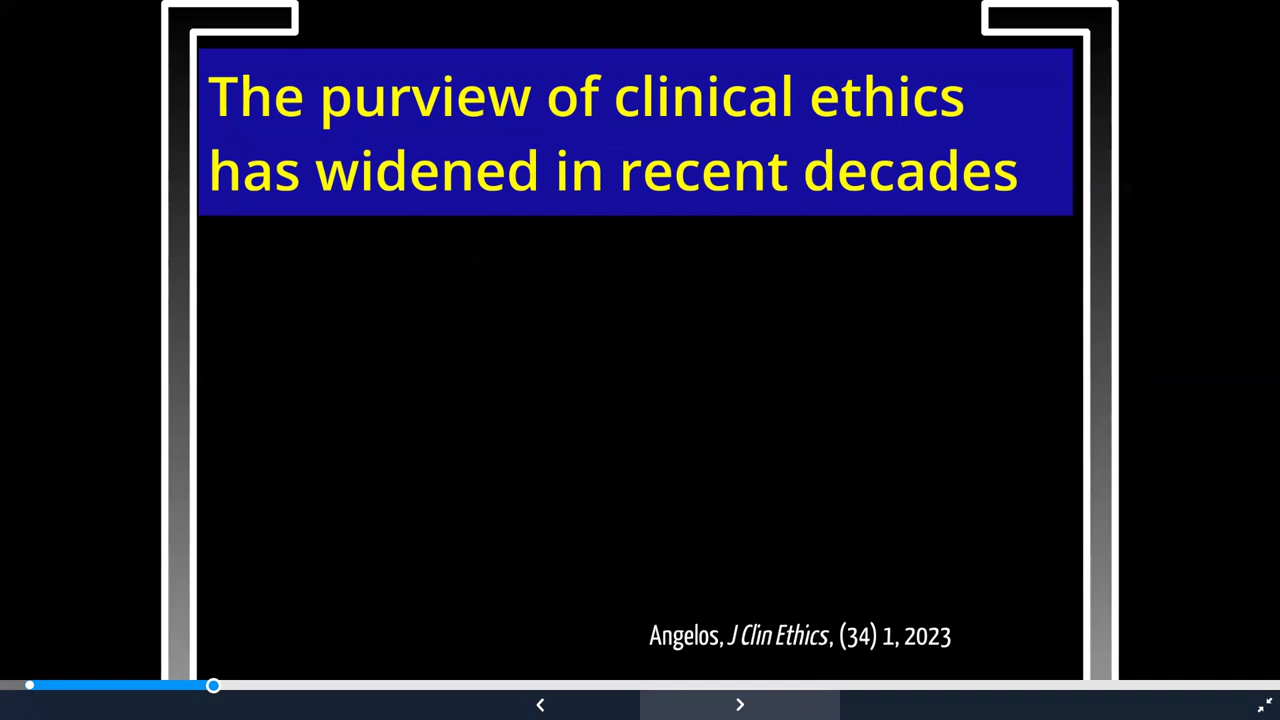 The purview of clinical ethics
has widened in recent decades
Angelos, J Clin Ethics, (34) 1, 2023